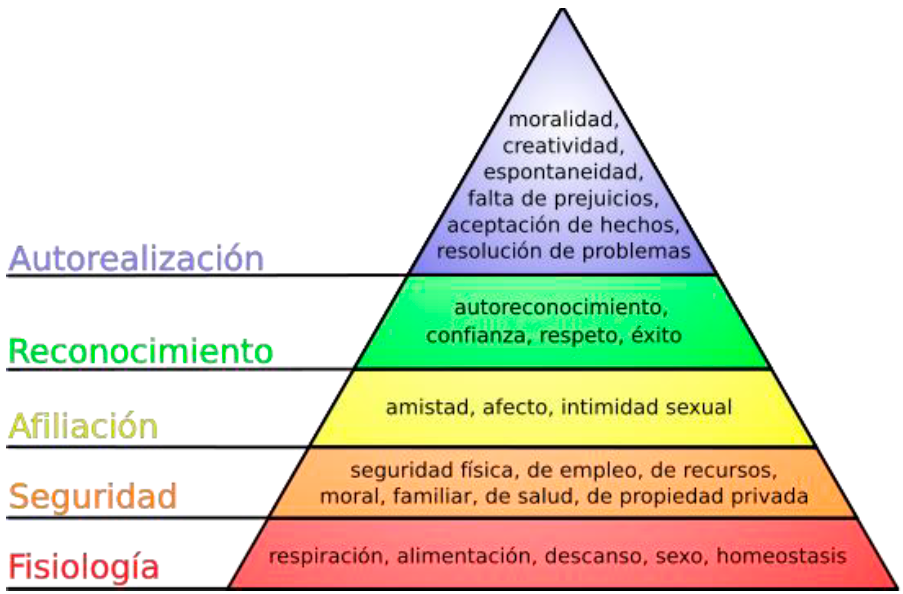 moralidad,
creatividad,
espontaneidad,
falta de prejuicios,
aceptación de hechos,
resolución de problemas
Autorealización
autoreconocimiento,
confianza, respeto, éxito
Reconocimiento
amistad, afecto, intimidad sexual
Afiliación
seguridad física, de empleo, de recursos,
moral, familiar, de salud, de propiedad privada
Seguridad
respiración, alimentación, descanso, sexo, homeostasis
Fisiología